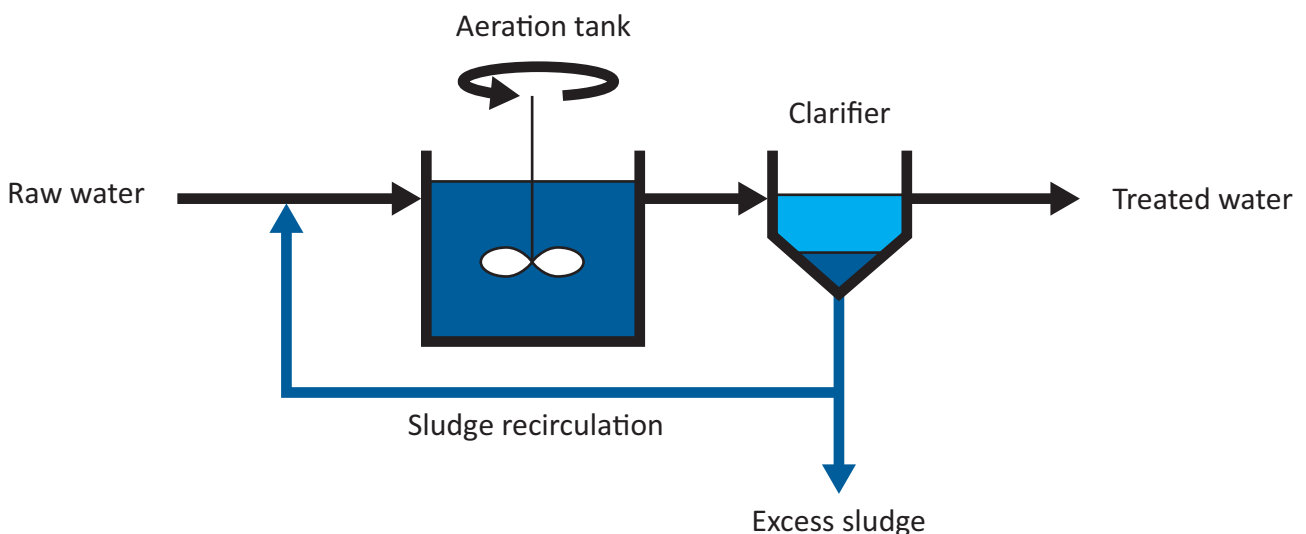 Aeration tank
Clarifier
Raw water
Treated water
Sludge recirculation
Excess sludge